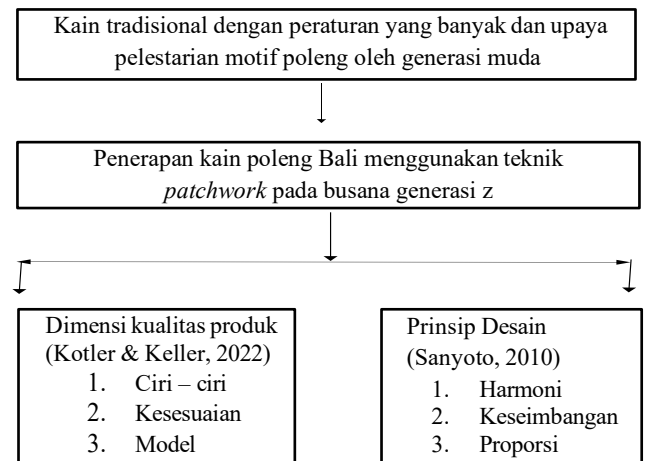 Kain tradisional dengan peraturan yang banyak dan upaya
pelestarian motif poleng oleh generasi muda
Penerapan kain poleng Bali menggunakan teknik
patchwork pada busana generasi z
Dimensi kualitas produk
(Kotler & Keller, 2022)
1. Ciri – ciri
2. Kesesuaian
3. Model
Prinsip Desain
(Sanyoto, 2010)
1. Harmoni
2. Keseimbangan
3. Proporsi